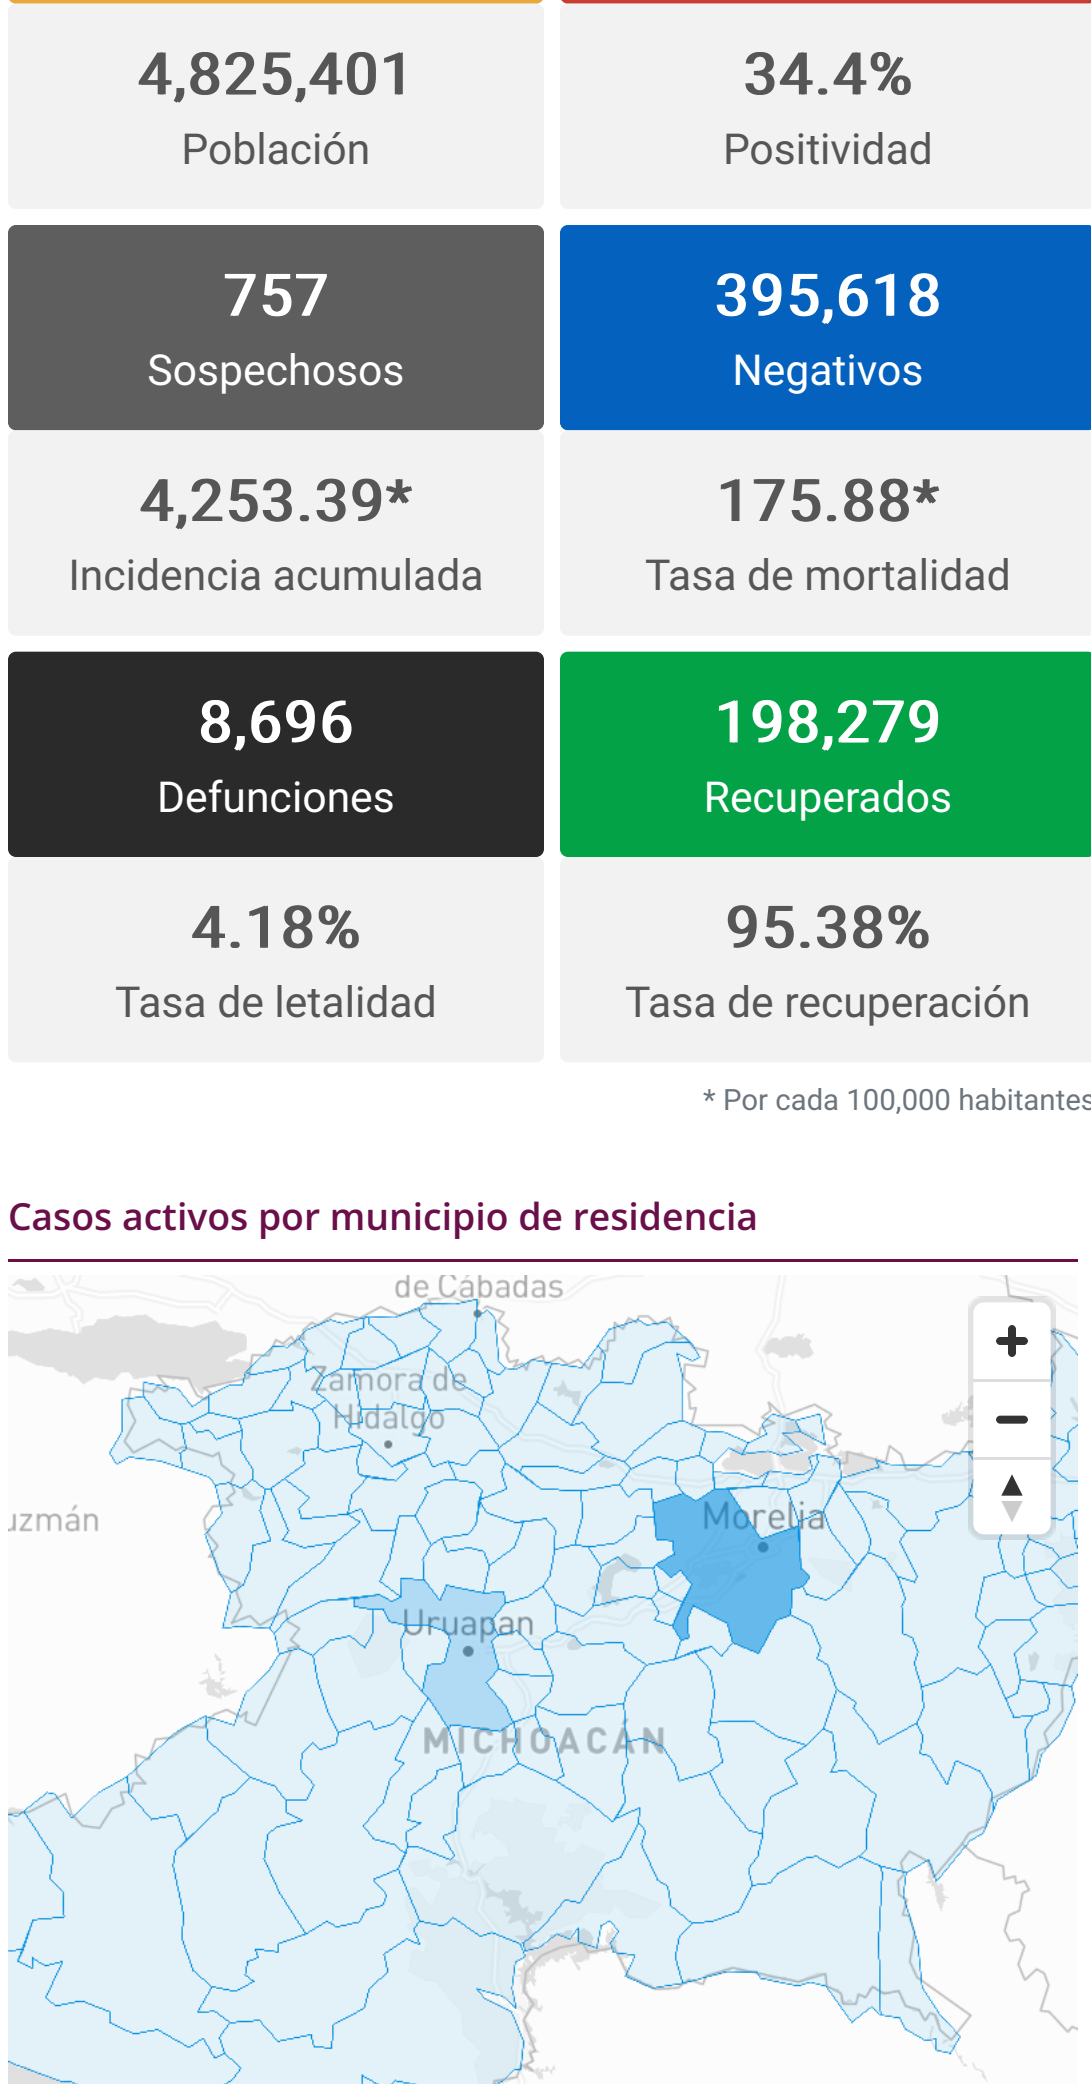 4,825,401
Población
34.4%
Positividad
757
Sospechosos
395,618
Negativos
4,253.39*
Incidencia acumulada
175.88*
Tasa de mortalidad
8,696
Defunciones
198,279
Recuperados
4.18%
Tasa de letalidad
95.38%
Tasa de recuperación
* Por cada 100,000 habitantes
Casos activos por municipio de residencia
de Cabadas
Zamora de
Hidalgo
uzmán
Morelia
Uruapan
MICHOACÁN